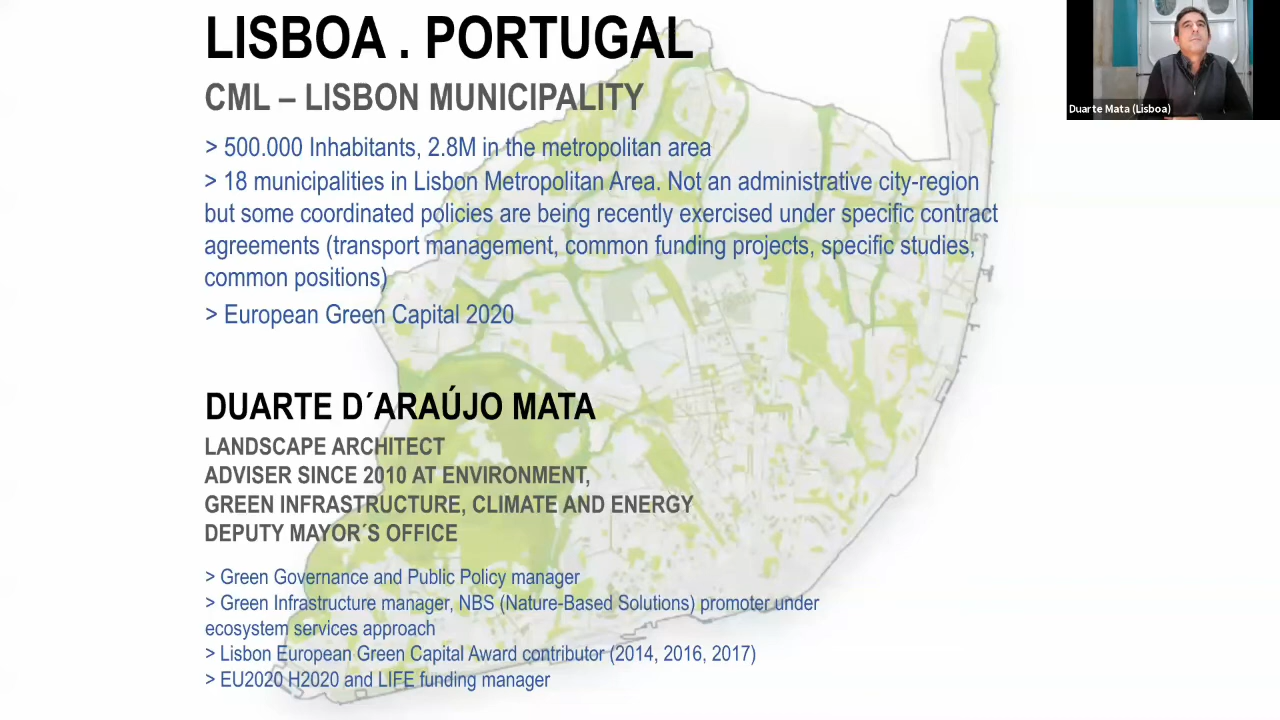 LISBOA . PORTUGAL
CML – LISBON MUNICIPALITY
> 500.000 Inhabitants, 2.8M in the metropolitan area
> 18 municipalities in Lisbon Metropolitan Area. Not an administrative city-region
but some coordinated policies are being recently exercised under specific contract
agreements (transport management, common funding projects, specific studies,
common positions)
> European Green Capital 2020
DUARTE D´ARAÚJO MATA
LANDSCAPE ARCHITECT
ADVISER SINCE 2010 AT ENVIRONMENT,
GREEN INFRASTRUCTURE, CLIMATE AND ENERGY
DEPUTY MAYOR´S OFFICE
> Green Governance and Public Policy manager
> Green Infrastructure manager, NBS (Nature-Based Solutions) promoter under
ecosystem services approach
> Lisbon European Green Capital Award contributor (2014, 2016, 2017)
> EU2020 H2020 and LIFE funding manager
Duarte Mata (Lisboa)